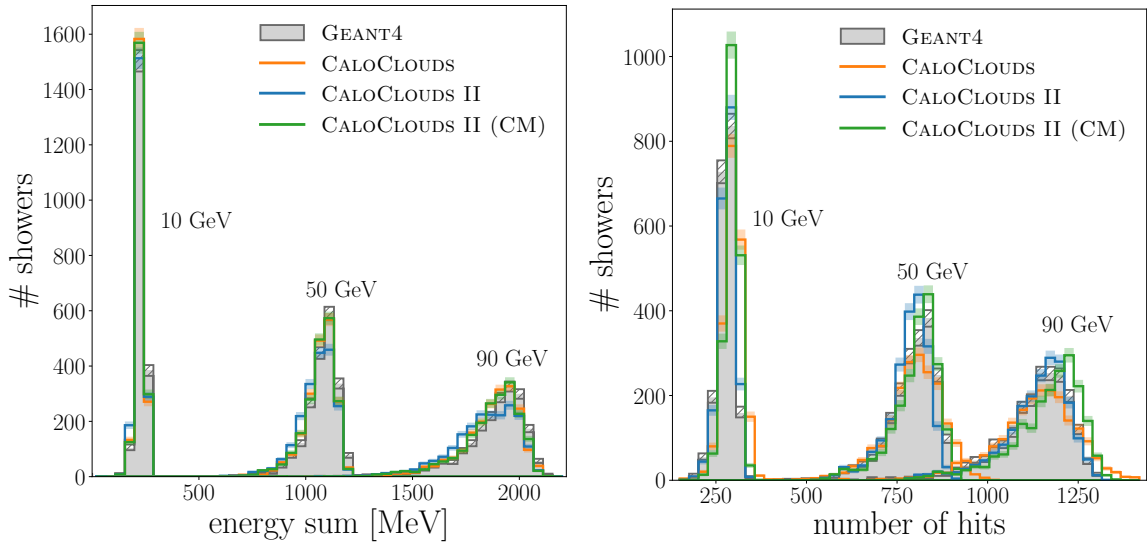 GEANT4
CALOCLOUDS
CALOCLOUDS II
CALOCLOUDS II (CM)
10 GeV
50 GeV
90 GeV
# showers
0
200
400
600
800
1000
1200
1400
1600
500
1000
1500
2000
energy sum [MeV]
GEANT4
CALOCLOUDS
CALOCLOUDS II
CALOCLOUDS II (CM)
10 GeV
50 GeV
90 GeV
# showers
0
200
400
600
800
1000
250
500
750
1000
1250
number of hits